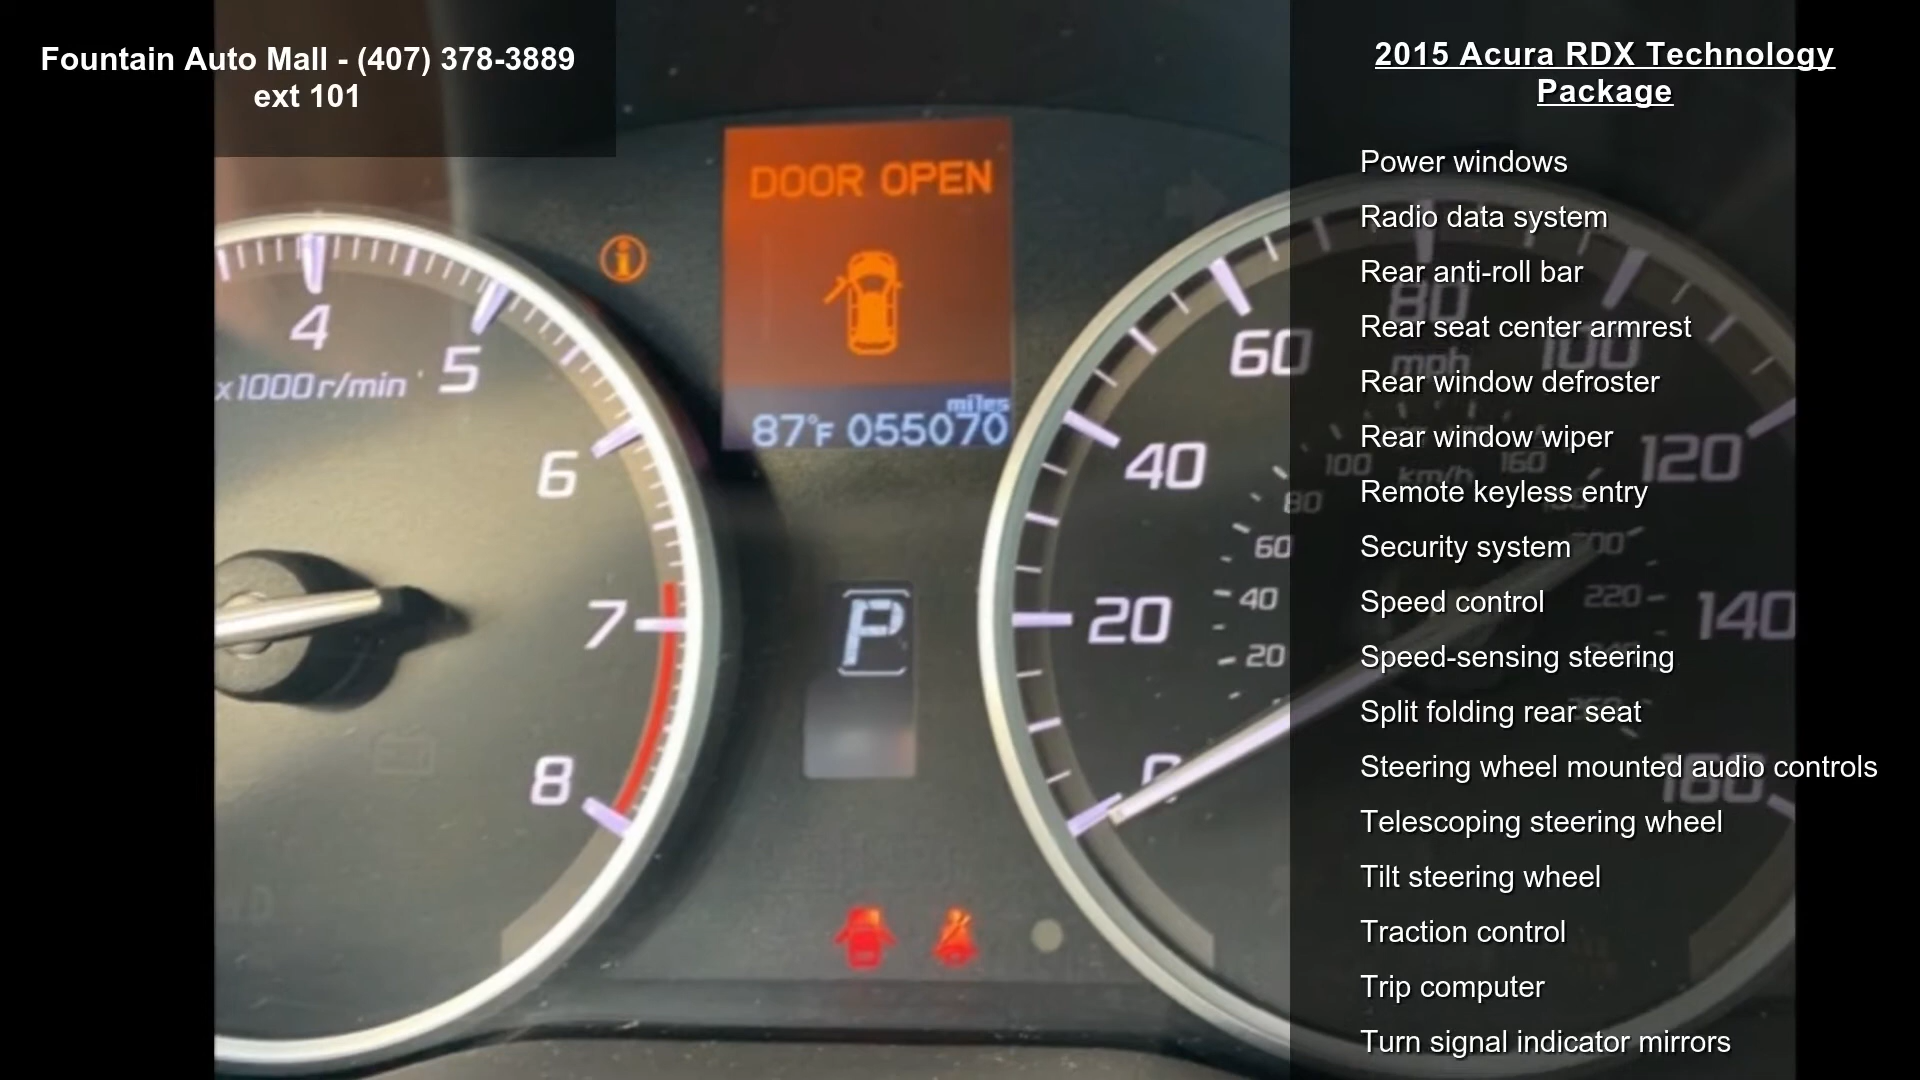 Fountain Auto Mall - (407) 378-3889
ext 101
2015 Acura RDX Technology
Package
Power windows
Radio data system
Rear anti-roll bar
Rear seat center armrest
Rear window defroster
Rear window wiper
Remote keyless entry
Security system
Speed control
Speed-sensing steering
Split folding rear seat
Steering wheel mounted audio controls
Telescoping steering wheel
Tilt steering wheel
Traction control
Trip computer
Turn signal indicator mirrors
DOOR OPEN
miles
87°F 055070
4
x1000r/min
5
6
7
8
P
0
20
40
60
80
mph
100
120
140
160
20
40
60
80
100
km/h
160
220